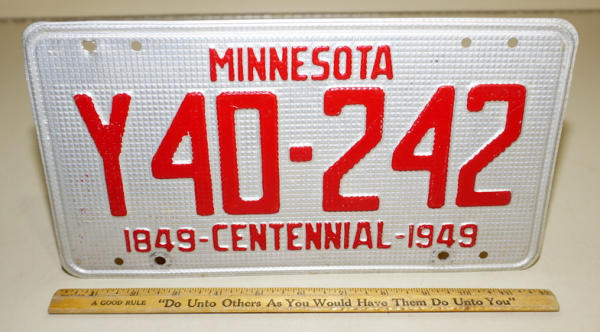 MINNESOTA
Y40-242
1849-CENTENNIAL-1949
A GOOD RULE "Do Unto Others As You Would Have Them Do Unto You"